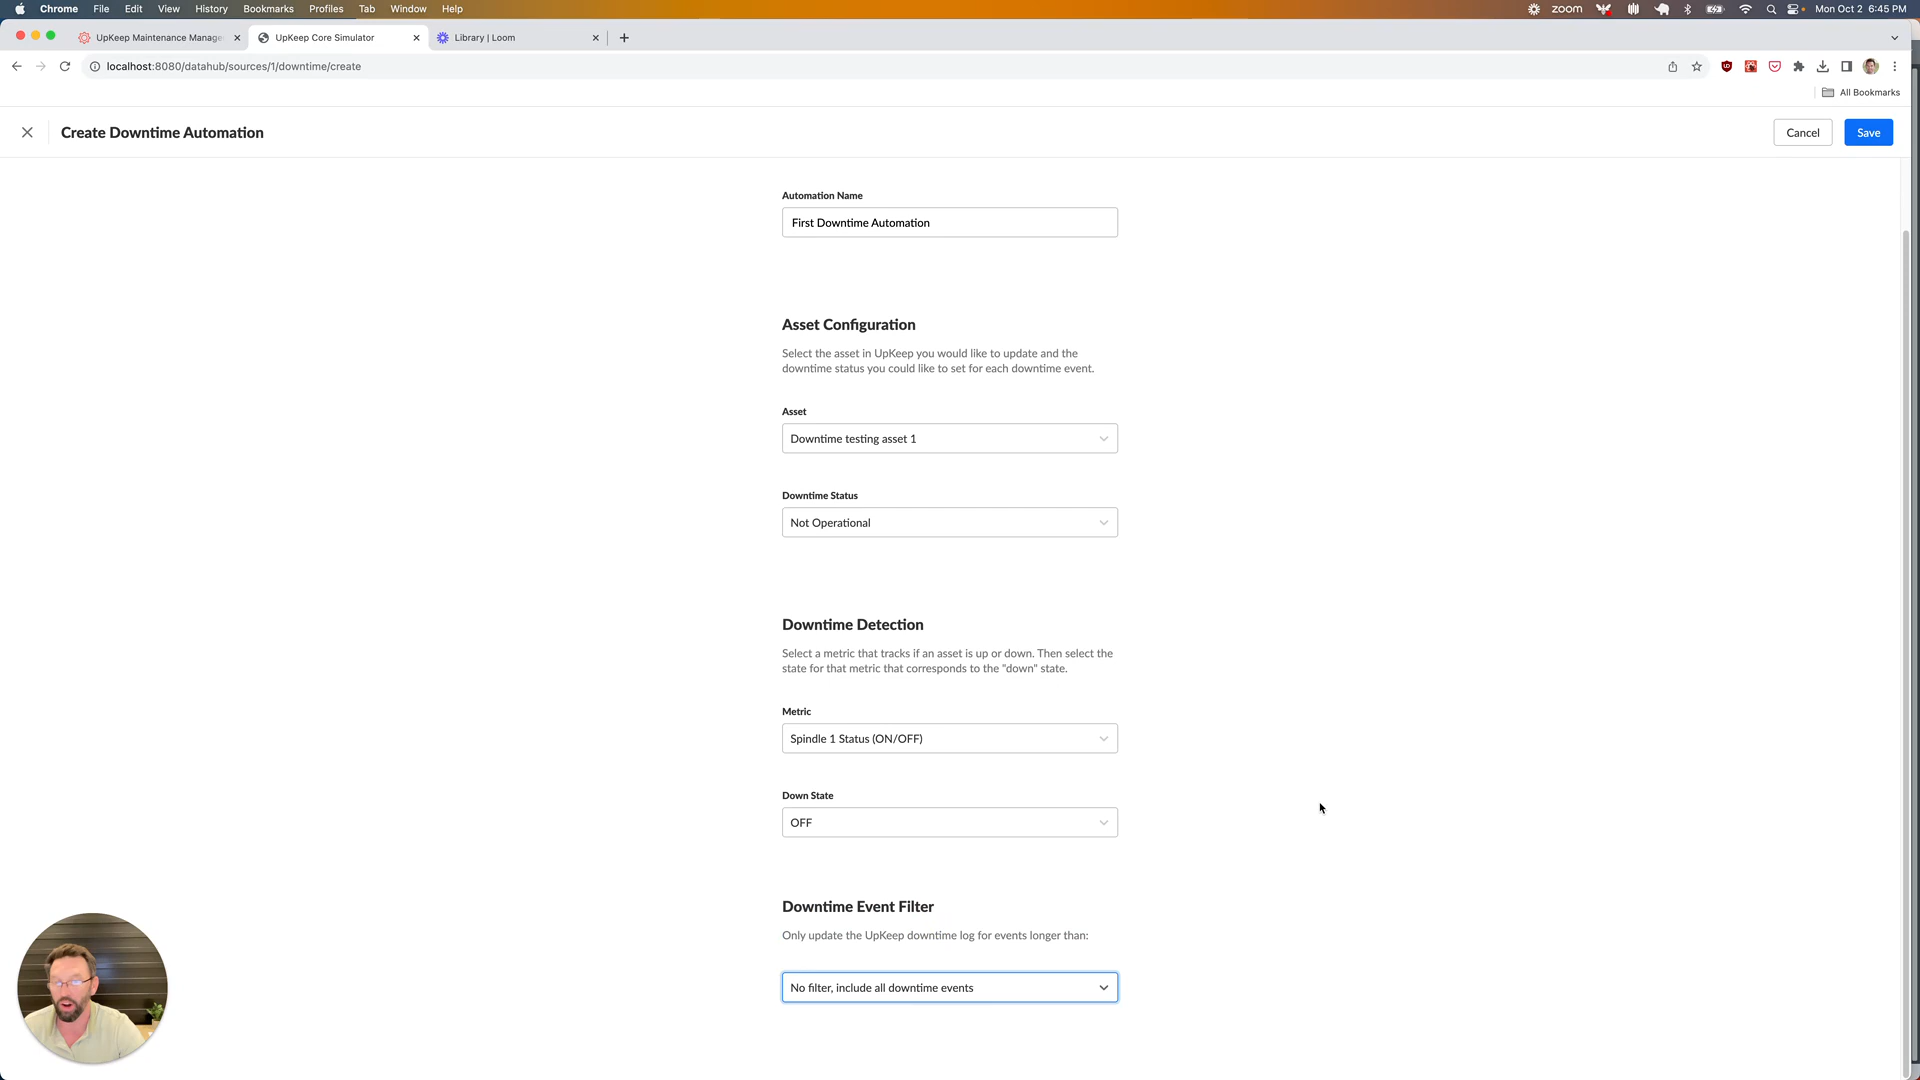 Chrome File Edit View History Bookmarks Profiles Tab Window Help zoom Mon Oct 2 6:45 PM
UpKeep Maintenance Manage UpKeep Core Simulator Library | Loom
localhost:8080/datahub/sources/1/downtime/create
All Bookmarks
Create Downtime Automation Cancel Save
Automation Name
First Downtime Automation
Asset Configuration
Select the asset in UpKeep you would like to update and the
downtime status you could like to set for each downtime event.
Asset
Downtime testing asset 1
Downtime Status
Not Operational
Downtime Detection
Select a metric that tracks if an asset is up or down. Then select the
state for that metric that corresponds to the "down" state.
Metric
Spindle 1 Status (ON/OFF)
Down State
OFF
Downtime Event Filter
Only update the UpKeep downtime log for events longer than:
No filter, include all downtime events